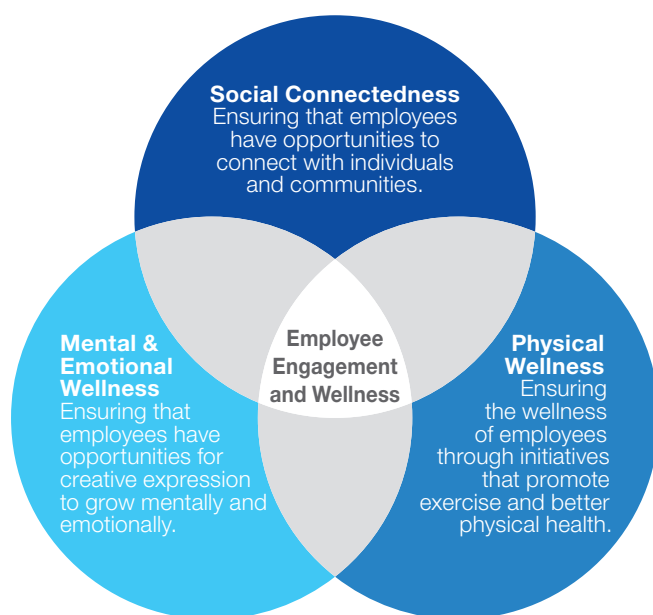 Social Connectedness
Ensuring that employees
have opportunities to
connect with individuals
and communities.
Employee
Engagement
and Wellness
Mental &
Emotional
Wellness
Ensuring that
employees have
opportunities for
creative expression
to grow mentally and
emotionally.
Physical
Wellness
Ensuring
the wellness
of employees
through initiatives
that promote
exercise and better
physical health.